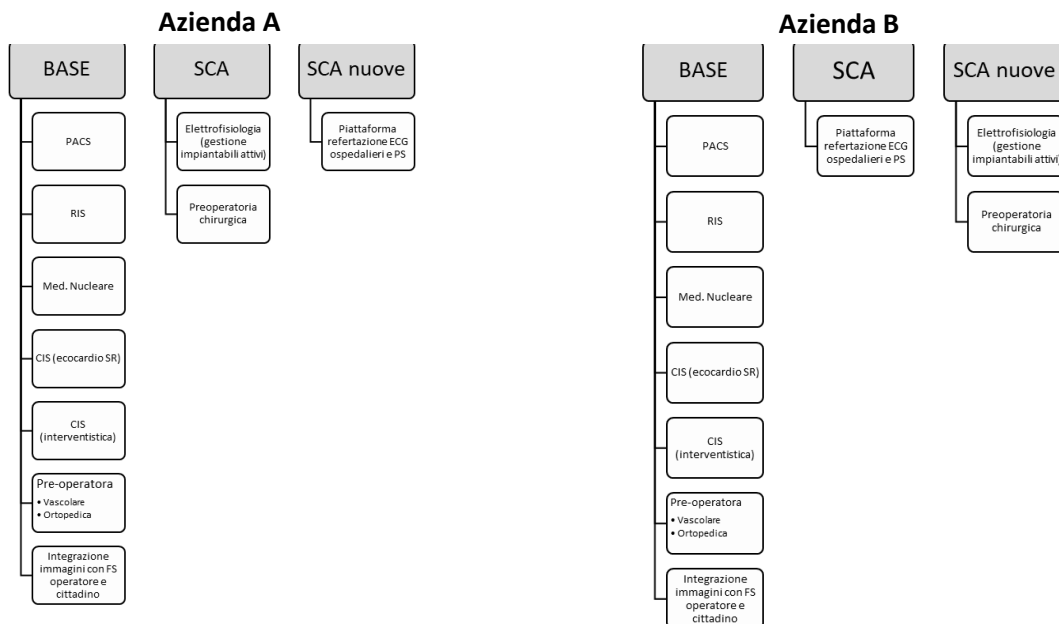 Azienda A
BASE
SCA
SCA nuove
PACS
RIS
Med. Nucleare
CIS (ecocardio SR)
CIS
(interventistica)
Pre-operatora
• Vascolare
• Ortopedica
Integrazione
immagini con FS
operatore e
cittadino
Elettrofisiologia
(gestione
impiantabili attivi)
Preoperatoria
chirurgica
Piattaforma
refertazione ECG
ospedalieri e PS
Azienda B
BASE
SCA
SCA nuove
PACS
RIS
Med. Nucleare
CIS (ecocardio SR)
CIS
(interventistica)
Pre-operatora
• Vascolare
• Ortopedica
Integrazione
immagini con FS
operatore e
cittadino
Piattaforma
refertazione ECG
ospedalieri e PS
Elettrofisiologia
(gestione
impiantabili attivi)
Preoperatoria
chirurgica